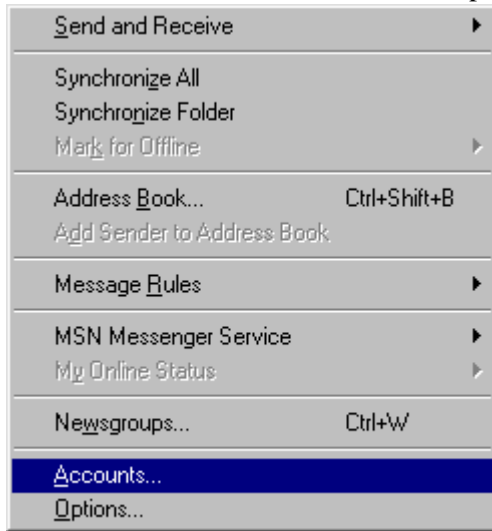 Send and Receive
Synchronize All
Synchronize Folder
Mark for Offline
Address Book... Ctrl+Shift+B
Add Sender to Address Book
Message Rules
MSN Messenger Service
My Online Status
Newsgroups... Ctrl+W
Accounts...
Options...